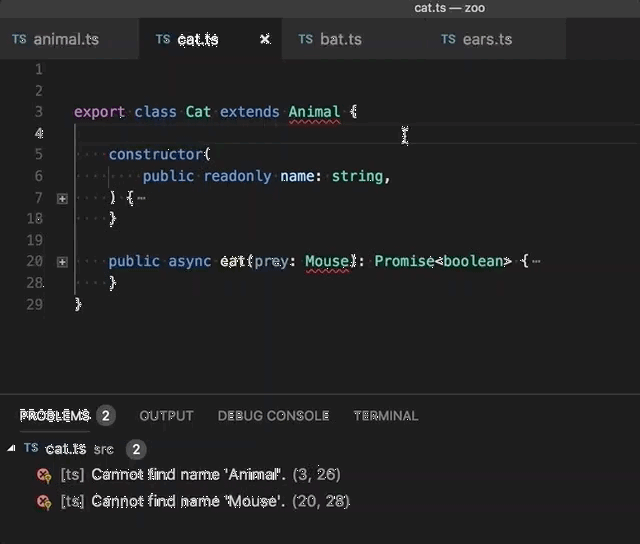 cat.ts — zoo
TS animal.ts TS cat.ts × TS bat.ts TS ears.ts
1
2
3 export class Cat extends Animal {
4
5 constructor(
6 public readonly name: string,
7 ) { ⋯
18 }
19
20 public async eat(prey: Mouse): Promise<boolean> { ⋯
28 }
29 }
PROBLEMS 2 OUTPUT DEBUG CONSOLE TERMINAL
TS cat.ts src 2
[ts] Cannot find name 'Animal'. (3, 26)
[ts] Cannot find name 'Mouse'. (20, 28)